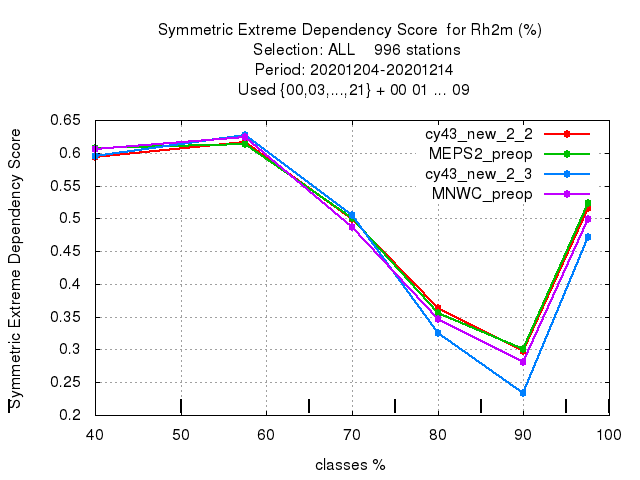 Symmetric Extreme Dependency Score  for Rh2m (%)
Selection: ALL    996 stations
Period: 20201204-20201214
Used {00,03,...,21} + 00 01 ... 09
Symmetric Extreme Dependency Score
0.65
0.6
0.55
0.5
0.45
0.4
0.35
0.3
0.25
0.2
cy43_new_2_2
MEPS2_preop
cy43_new_2_3
MNWC_preop
40 50 60 70 80 90 100
classes %